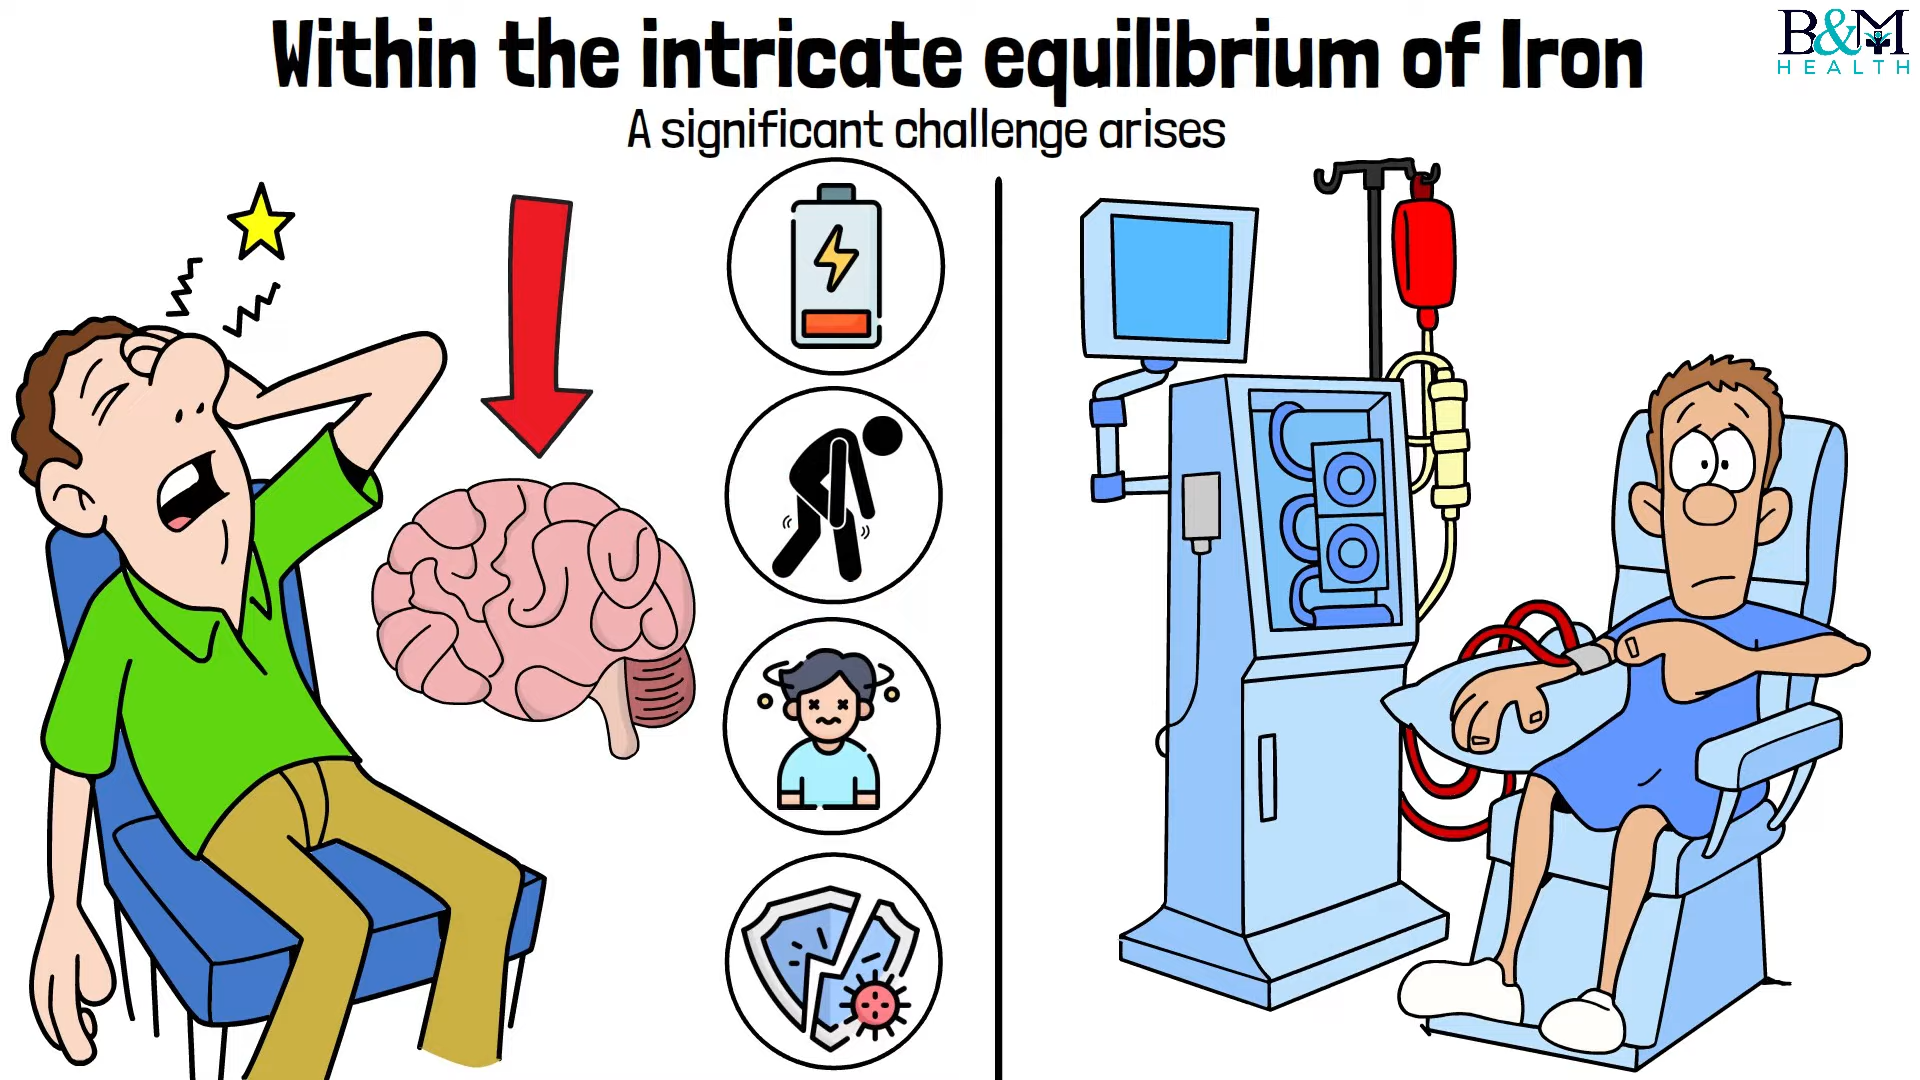 Within the intricate equilibrium of Iron
A significant challenge arises
B&M
HEALTH